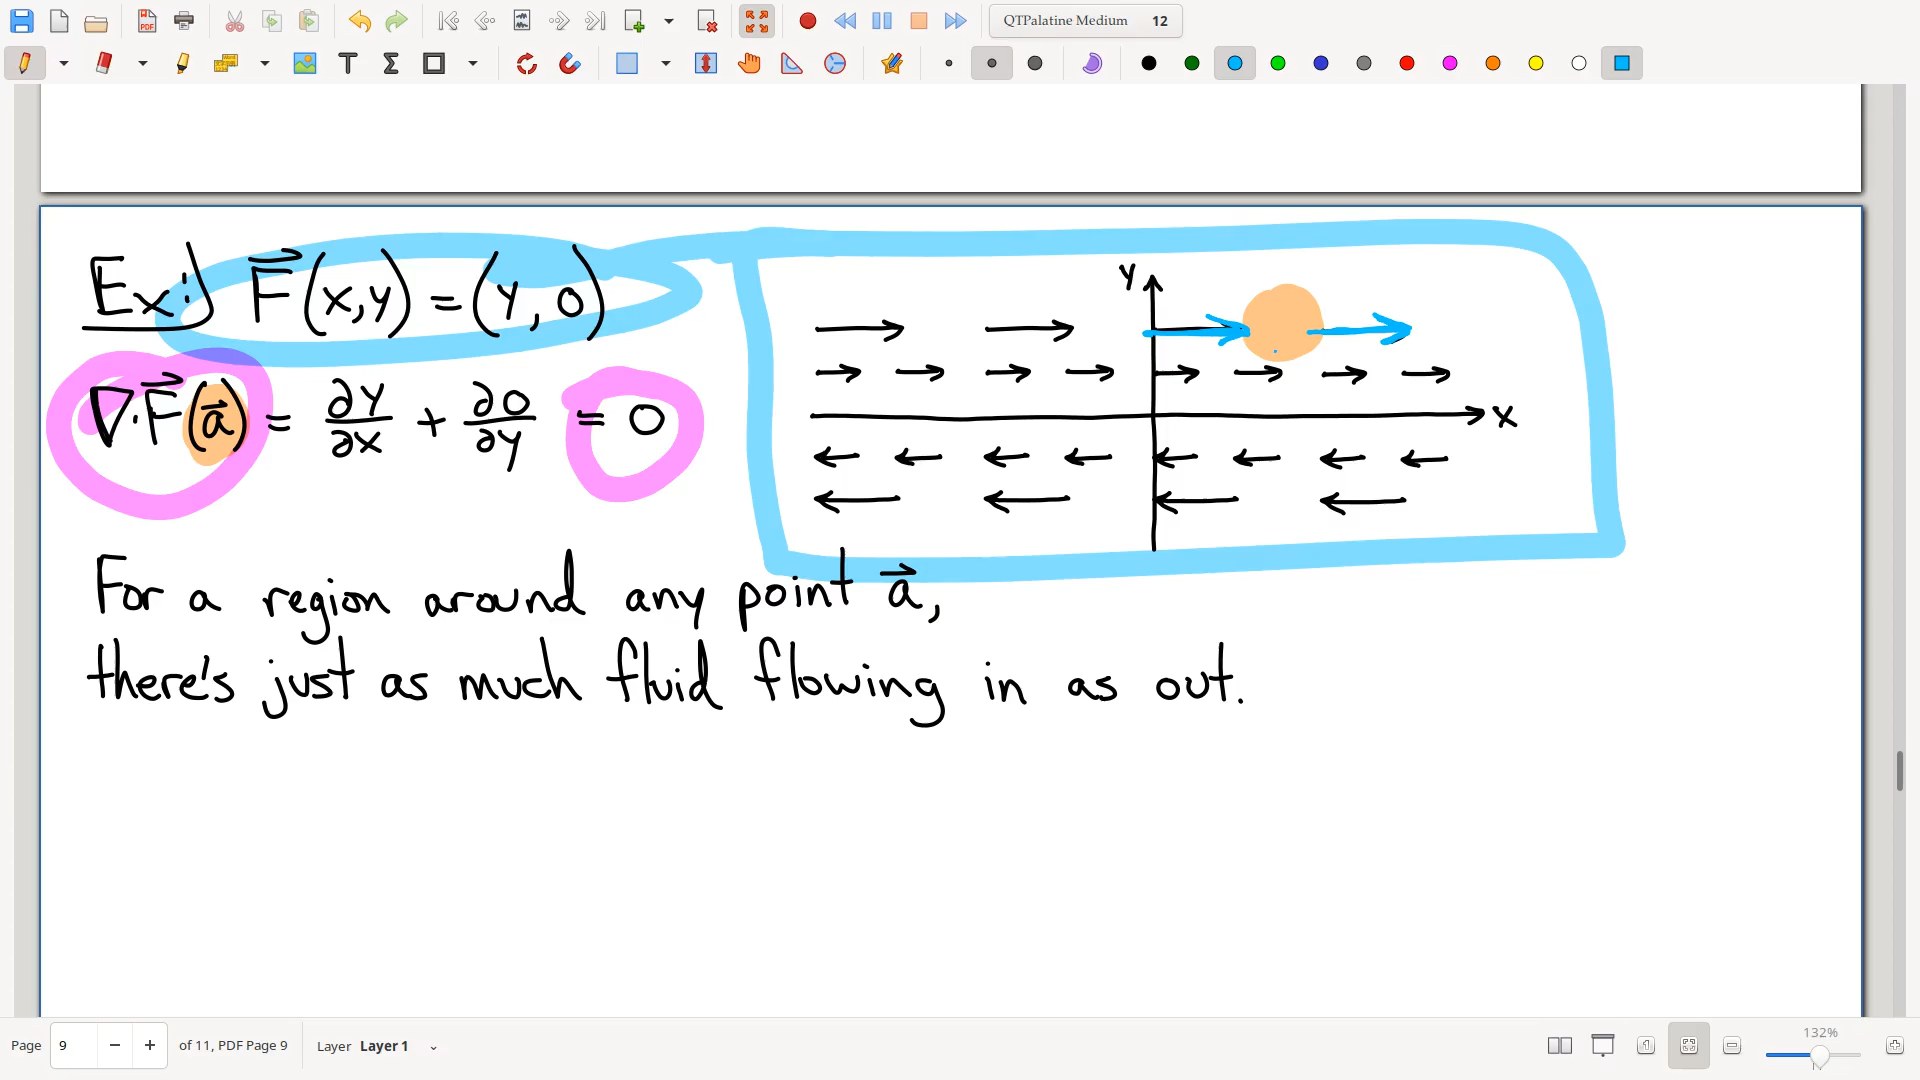 QTPalatine Medium 12
Ex:) F⃗(x,y) = (y, 0)
∇·F⃗(a⃗) = ∂y/∂x + ∂0/∂y = 0
y
x
For a region around any point a⃗,
there's just as much fluid flowing in as out.
Page 9 − + of 11, PDF Page 9 Layer Layer 1 132%